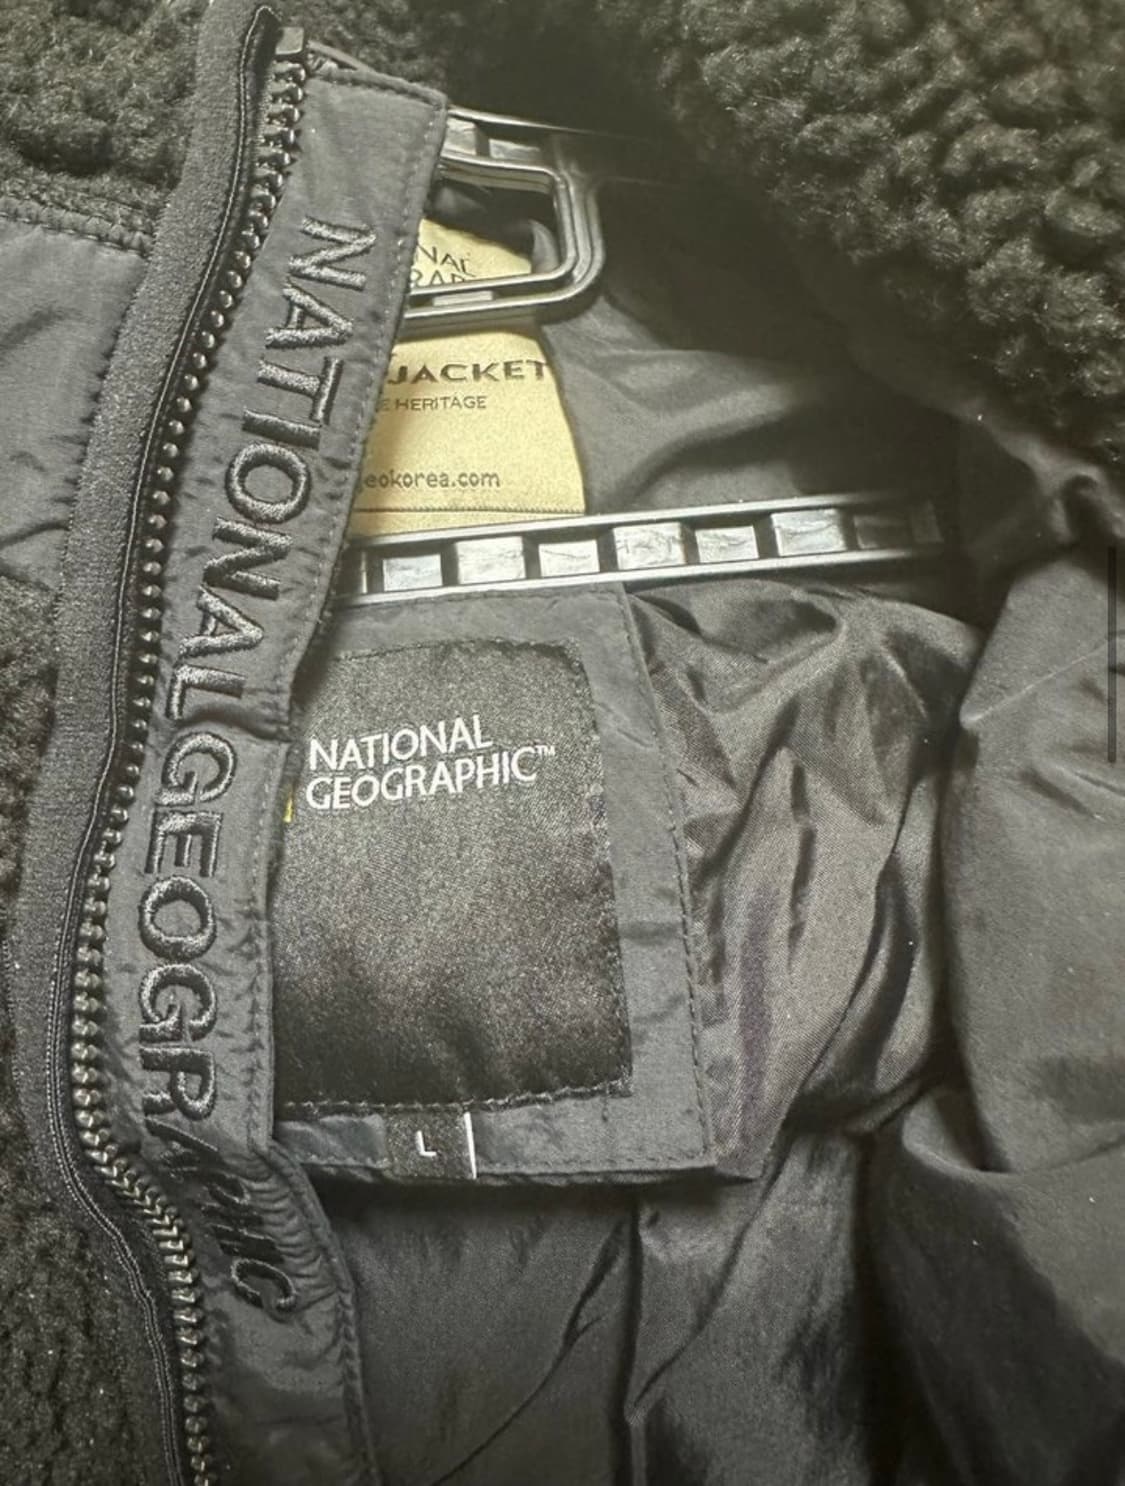 NATIONAL GEOGRAPHIC
JACKET
HERITAGE
eokorea.com
NATIONAL
GEOGRAPHIC™
L